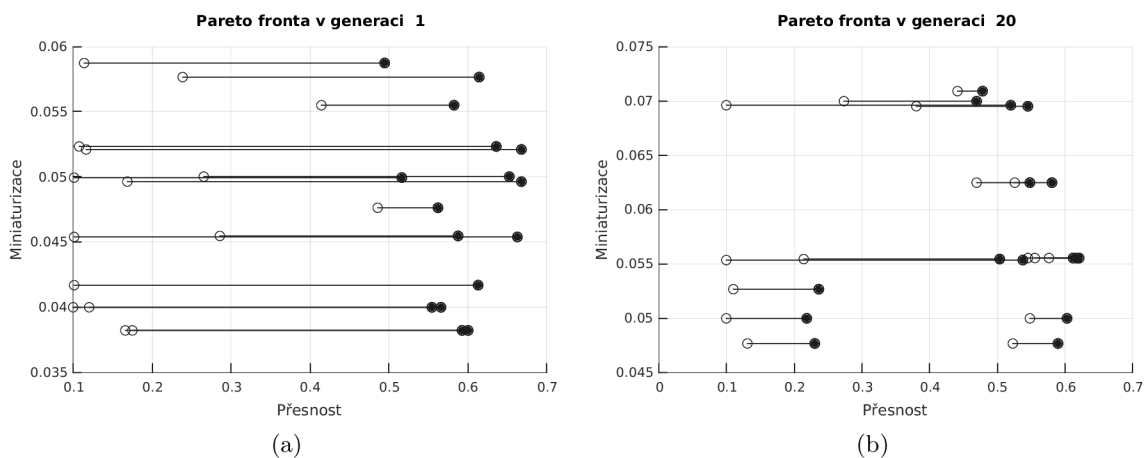 Pareto fronta v generaci 1
0.06
0.055
0.05
0.045
0.04
0.035
Miniaturizace
0.1 0.2 0.3 0.4 0.5 0.6 0.7
Přesnost
(a)
Pareto fronta v generaci 20
0.075
0.07
0.065
0.06
0.055
0.05
0.045
Miniaturizace
0 0.1 0.2 0.3 0.4 0.5 0.6 0.7
Přesnost
(b)